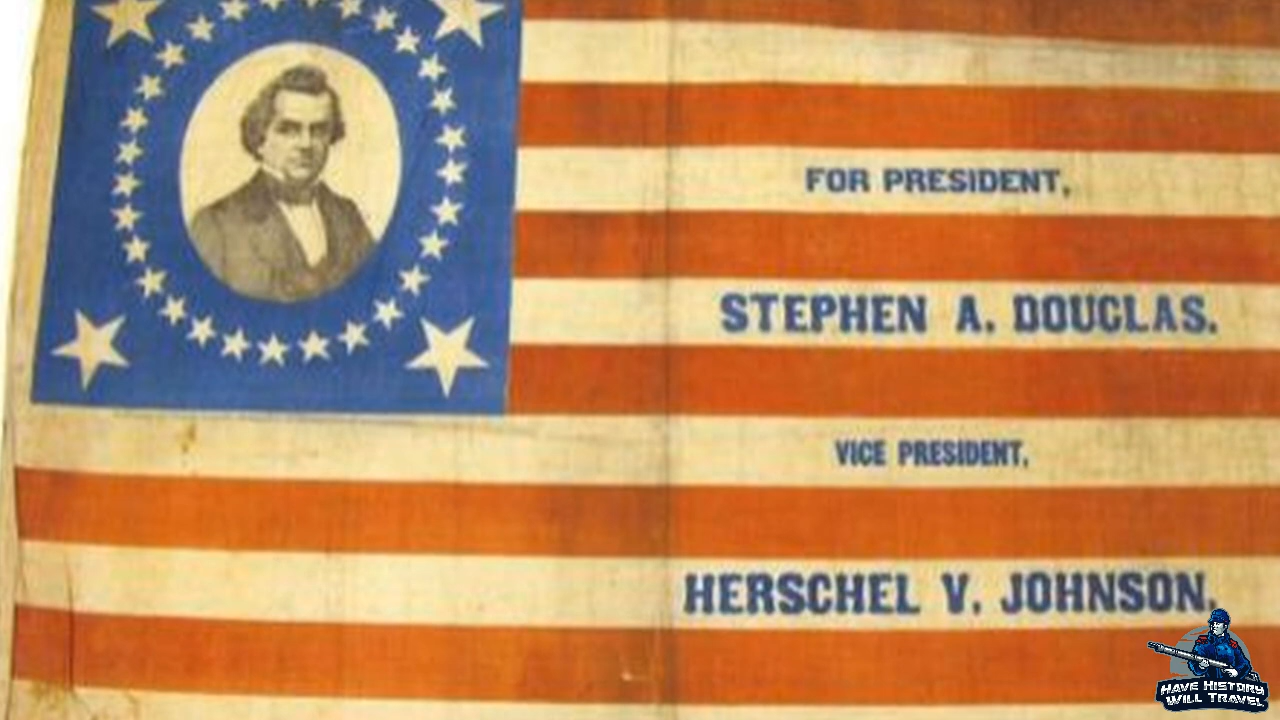 FOR PRESIDENT,
STEPHEN A. DOUGLAS.
VICE PRESIDENT,
HERSCHEL V. JOHNSON.
HAVE HISTORY
WILL TRAVEL